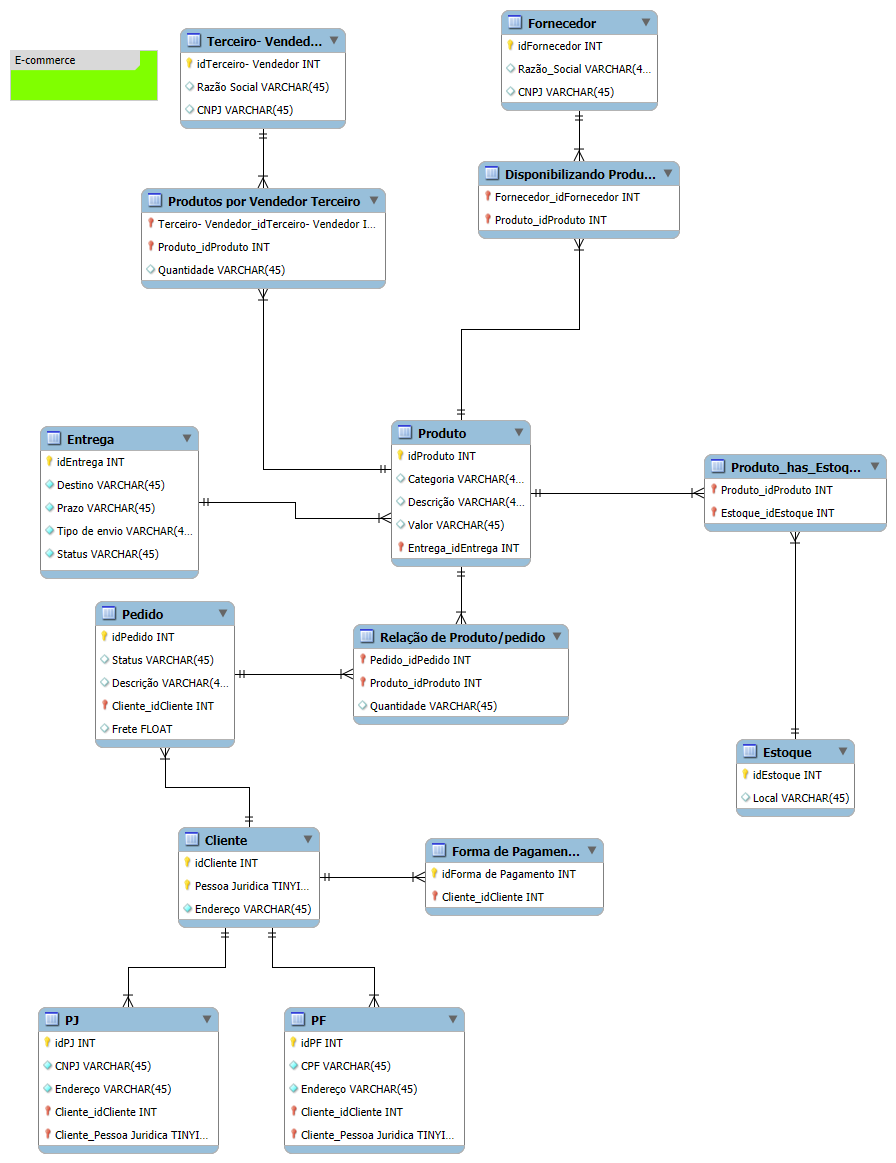 E-commerce
Terceiro- Vended...
idTerceiro- Vendedor INT
Razão Social VARCHAR(45)
CNPJ VARCHAR(45)
Fornecedor
idFornecedor INT
Razão_Social VARCHAR(4...
CNPJ VARCHAR(45)
Produtos por Vendedor Terceiro
Terceiro- Vendedor_idTerceiro- Vendedor I...
Produto_idProduto INT
Quantidade VARCHAR(45)
Disponibilizando Produ...
Fornecedor_idFornecedor INT
Produto_idProduto INT
Entrega
idEntrega INT
Destino VARCHAR(45)
Prazo VARCHAR(45)
Tipo de envio VARCHAR(4...
Status VARCHAR(45)
Produto
idProduto INT
Categoria VARCHAR(4...
Descrição VARCHAR(4...
Valor VARCHAR(45)
Entrega_idEntrega INT
Produto_has_Estoq...
Produto_idProduto INT
Estoque_idEstoque INT
Pedido
idPedido INT
Status VARCHAR(45)
Descrição VARCHAR(4...
Cliente_idCliente INT
Frete FLOAT
Relação de Produto/pedido
Pedido_idPedido INT
Produto_idProduto INT
Quantidade VARCHAR(45)
Estoque
idEstoque INT
Local VARCHAR(45)
Cliente
idCliente INT
Pessoa Juridica TINYI...
Endereço VARCHAR(45)
Forma de Pagamen...
idForma de Pagamento INT
Cliente_idCliente INT
PJ
idPJ INT
CNPJ VARCHAR(45)
Endereço VARCHAR(45)
Cliente_idCliente INT
Cliente_Pessoa Juridica TINYI...
PF
idPF INT
CPF VARCHAR(45)
Endereço VARCHAR(45)
Cliente_idCliente INT
Cliente_Pessoa Juridica TINYI...